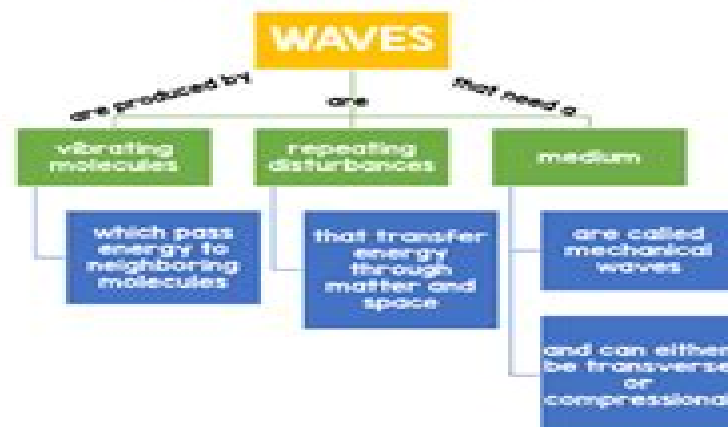 WAVES
are produced by
are
that need a
vibrating
molecules
repeating
disturbances
medium
which pass
energy to
neighboring
molecules
that transfer
energy
through
matter and
space
are called
mechanical
waves
and can either
be transverse
or
compressional